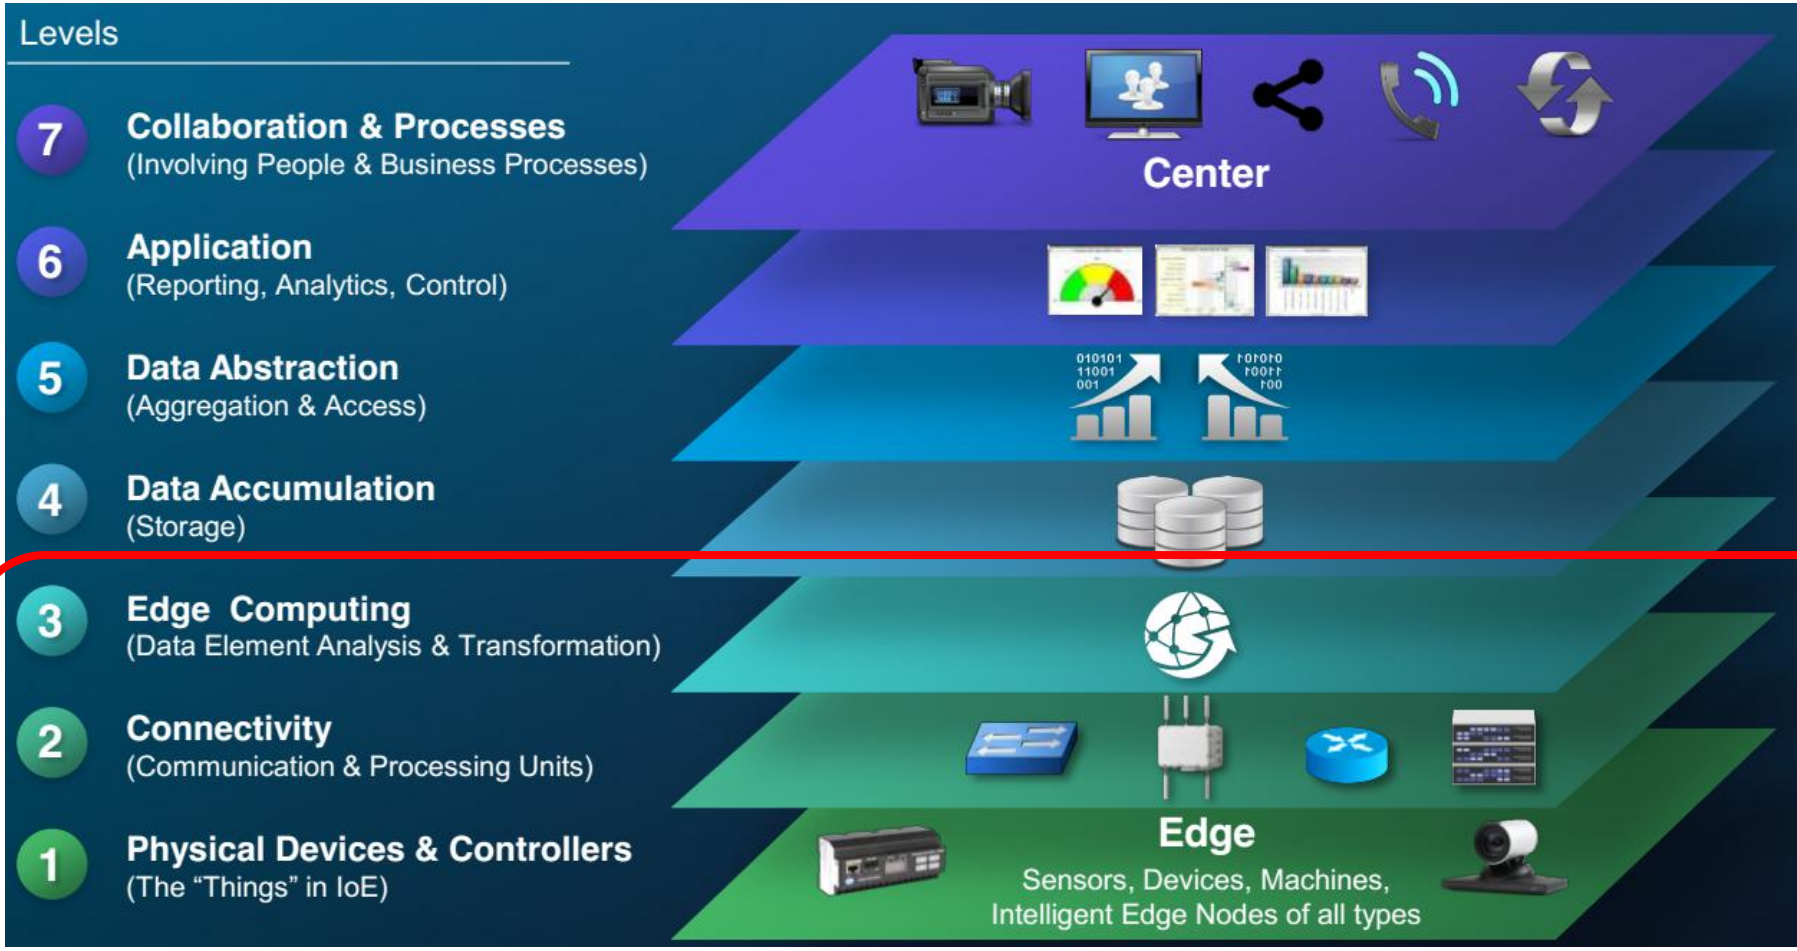 Levels
7
Collaboration & Processes
(Involving People & Business Processes)
Center
6
Application
(Reporting, Analytics, Control)
5
Data Abstraction
(Aggregation & Access)
010101
11001
001
4
Data Accumulation
(Storage)
3
Edge Computing
(Data Element Analysis & Transformation)
2
Connectivity
(Communication & Processing Units)
1
Physical Devices & Controllers
(The “Things” in IoE)
Edge
Sensors, Devices, Machines,
Intelligent Edge Nodes of all types